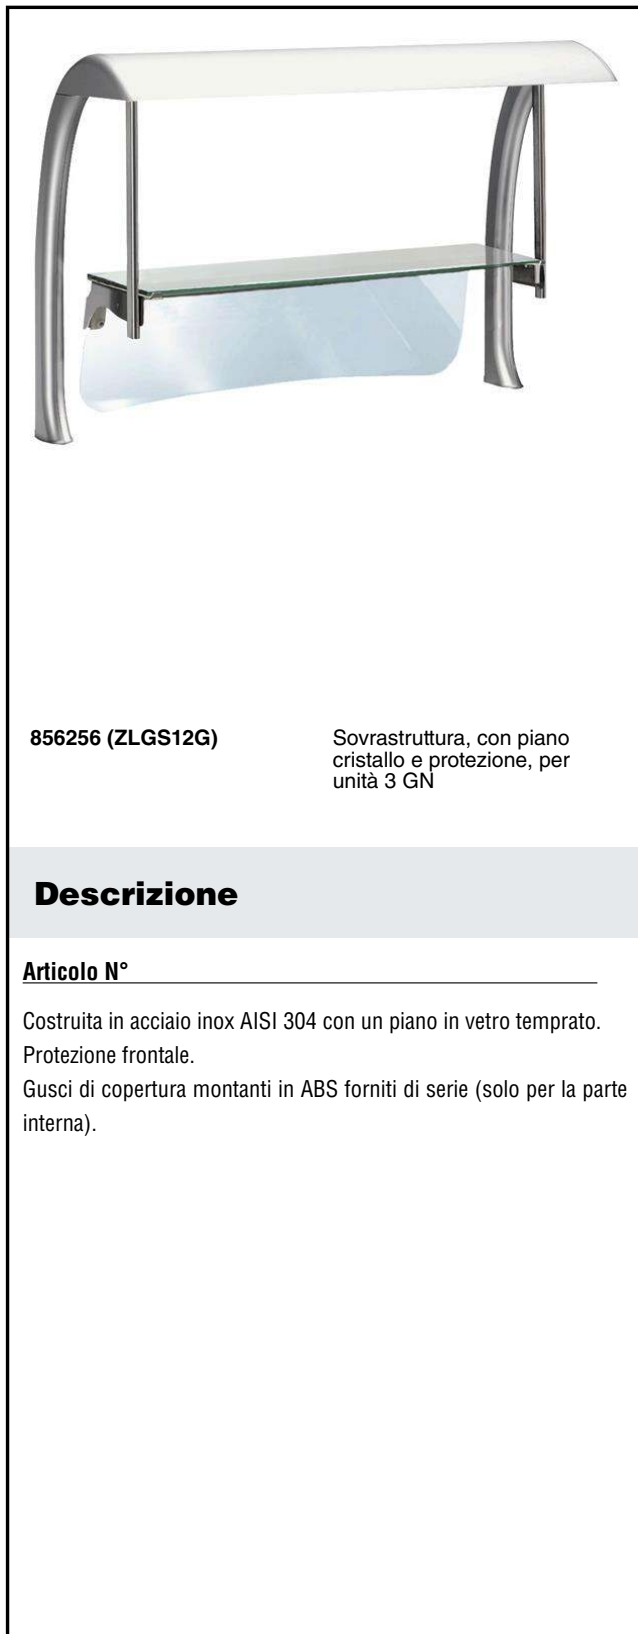 856256 (ZLGS12G)
Sovrastruttura, con piano
cristallo e protezione, per
unità 3 GN
Descrizione
Articolo N°
Costruita in acciaio inox AISI 304 con un piano in vetro temprato.
Protezione frontale.
Gusci di copertura montanti in ABS forniti di serie (solo per la parte
interna).